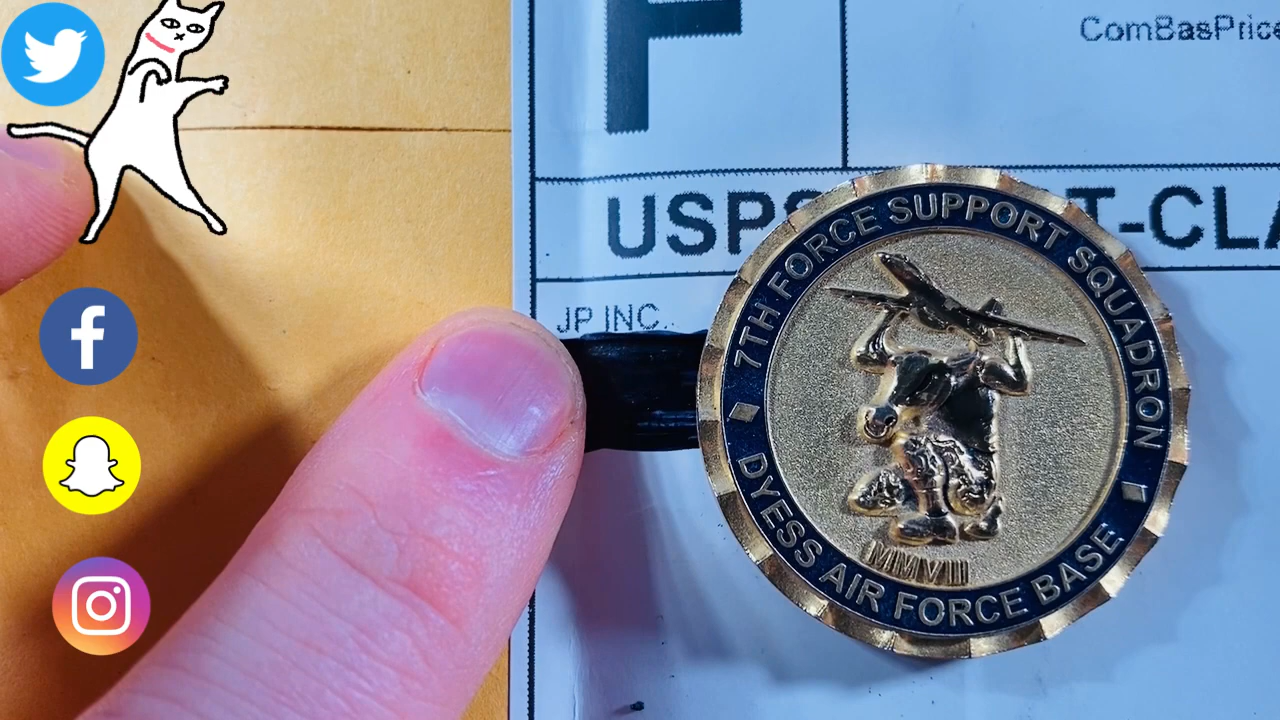 F
ComBasPrice
USPS
T-CLA
JP INC.
7TH FORCE SUPPORT SQUADRON
MMVII
DYESS AIR FORCE BASE